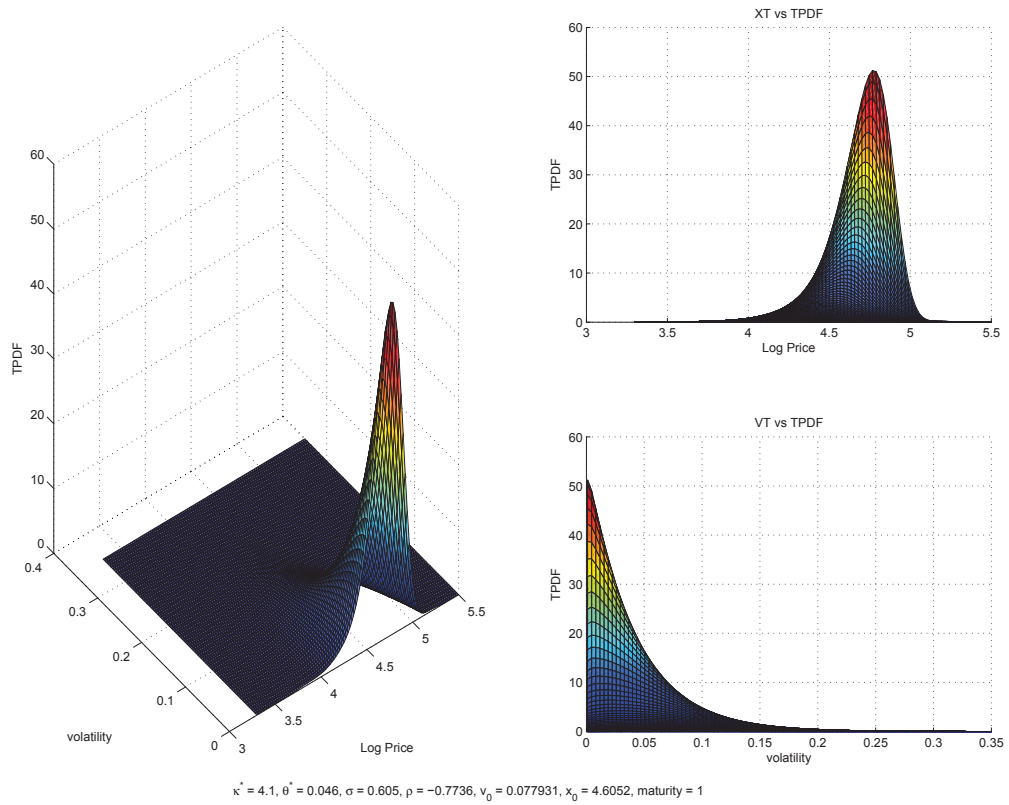 60
50
40
30
20
10
0
TPDF
0.4
0.3
0.2
0.1
0
volatility
3
3.5
4
4.5
5
5.5
Log Price
XT vs TPDF
60
50
40
30
20
10
0
TPDF
3 3.5 4 4.5 5 5.5
Log Price
VT vs TPDF
60
50
40
30
20
10
0
TPDF
0 0.05 0.1 0.15 0.2 0.25 0.3 0.35
volatility
κ* = 4.1, θ* = 0.046, σ = 0.605, ρ = −0.7736, v₀ = 0.077931, x₀ = 4.6052, maturity = 1